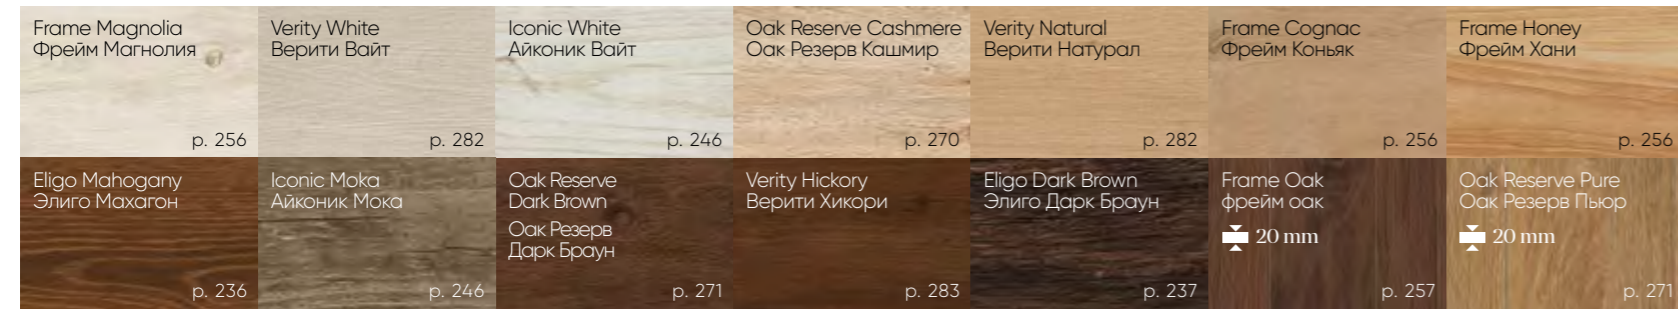 Frame Magnolia
Фрейм Магнолия
p. 256
Verity White
Верити Вайт
p. 282
Iconic White
Айконик Вайт
p. 246
Oak Reserve Cashmere
Оак Резерв Кашмир
p. 270
Verity Natural
Верити Натурал
p. 282
Frame Cognac
Фрейм Коньяк
p. 256
Frame Honey
Фрейм Хани
p. 256
Eligo Mahogany
Элиго Махагон
p. 236
Iconic Moka
Айконик Мока
p. 246
Oak Reserve
Dark Brown
Оак Резерв
Дарк Браун
p. 271
Verity Hickory
Верити Хикори
p. 283
Eligo Dark Brown
Элиго Дарк Браун
p. 237
Frame Oak
фрейм оак
20 mm
p. 257
Oak Reserve Pure
Оак Резерв Пьюр
20 mm
p. 271